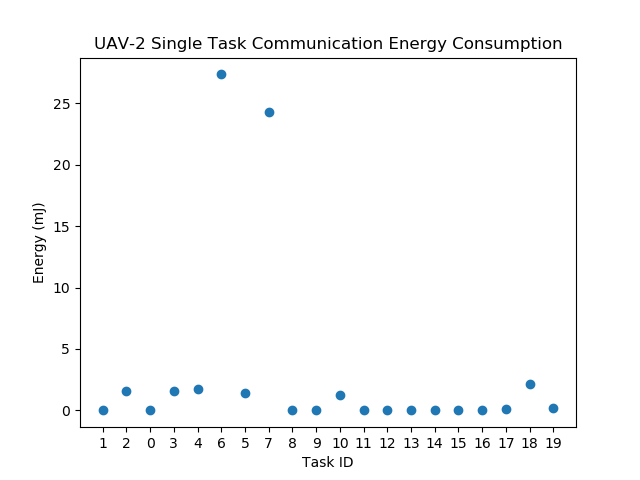 UAV-2 Single Task Communication Energy Consumption
25
20
15
10
5
0
Energy (mJ)
1 2 0 3 4 6 5 7 8 9 10 11 12 13 14 15 16 17 18 19
Task ID